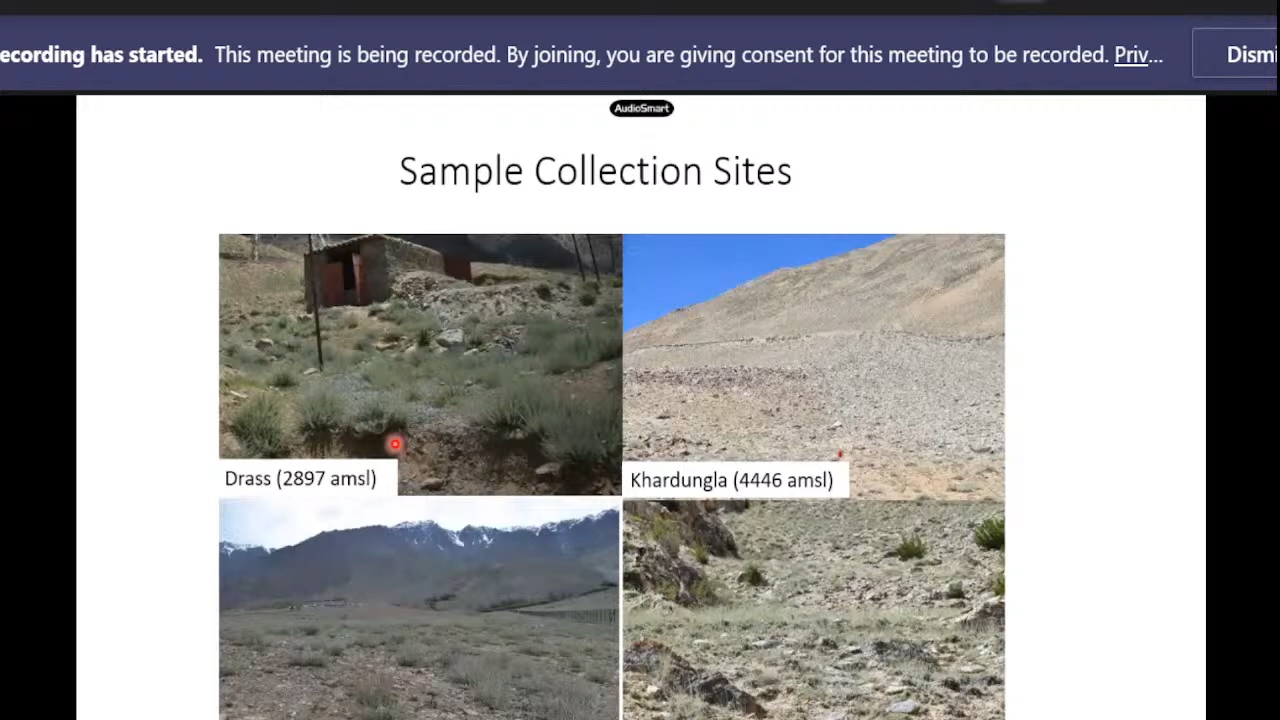 ecording has started. This meeting is being recorded. By joining, you are giving consent for this meeting to be recorded. Priv...
Dismi
AudioSmart
Sample Collection Sites
Drass (2897 amsl)
Khardungla (4446 amsl)